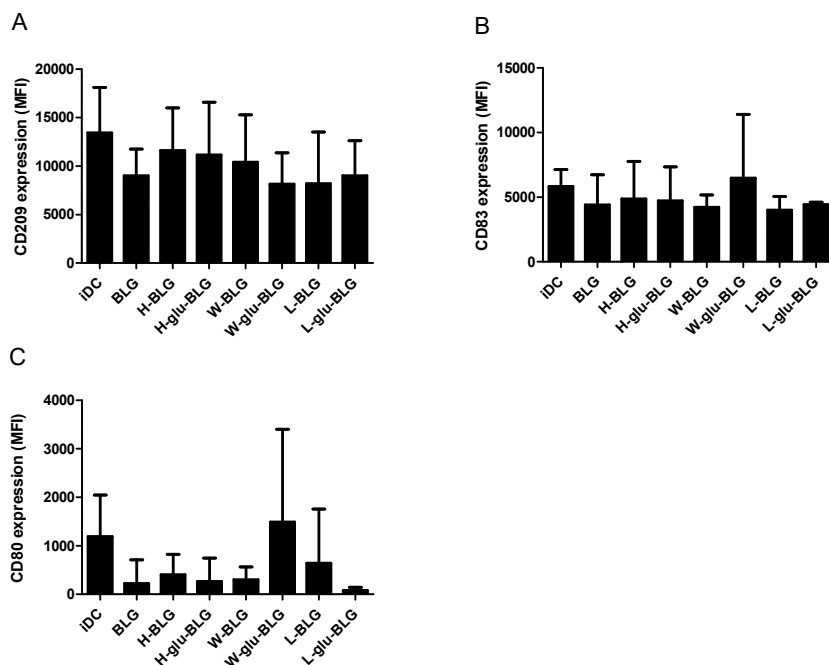 A
CD209 expression (MFI)
20000
15000
10000
5000
0
iDC
BLG
H-BLG
H-glu-BLG
W-BLG
W-glu-BLG
L-BLG
L-glu-BLG
B
CD83 expression (MFI)
15000
10000
5000
0
iDC
BLG
H-BLG
H-glu-BLG
W-BLG
W-glu-BLG
L-BLG
L-glu-BLG
C
CD80 expression (MFI)
4000
3000
2000
1000
0
iDC
BLG
H-BLG
H-glu-BLG
W-BLG
W-glu-BLG
L-BLG
L-glu-BLG